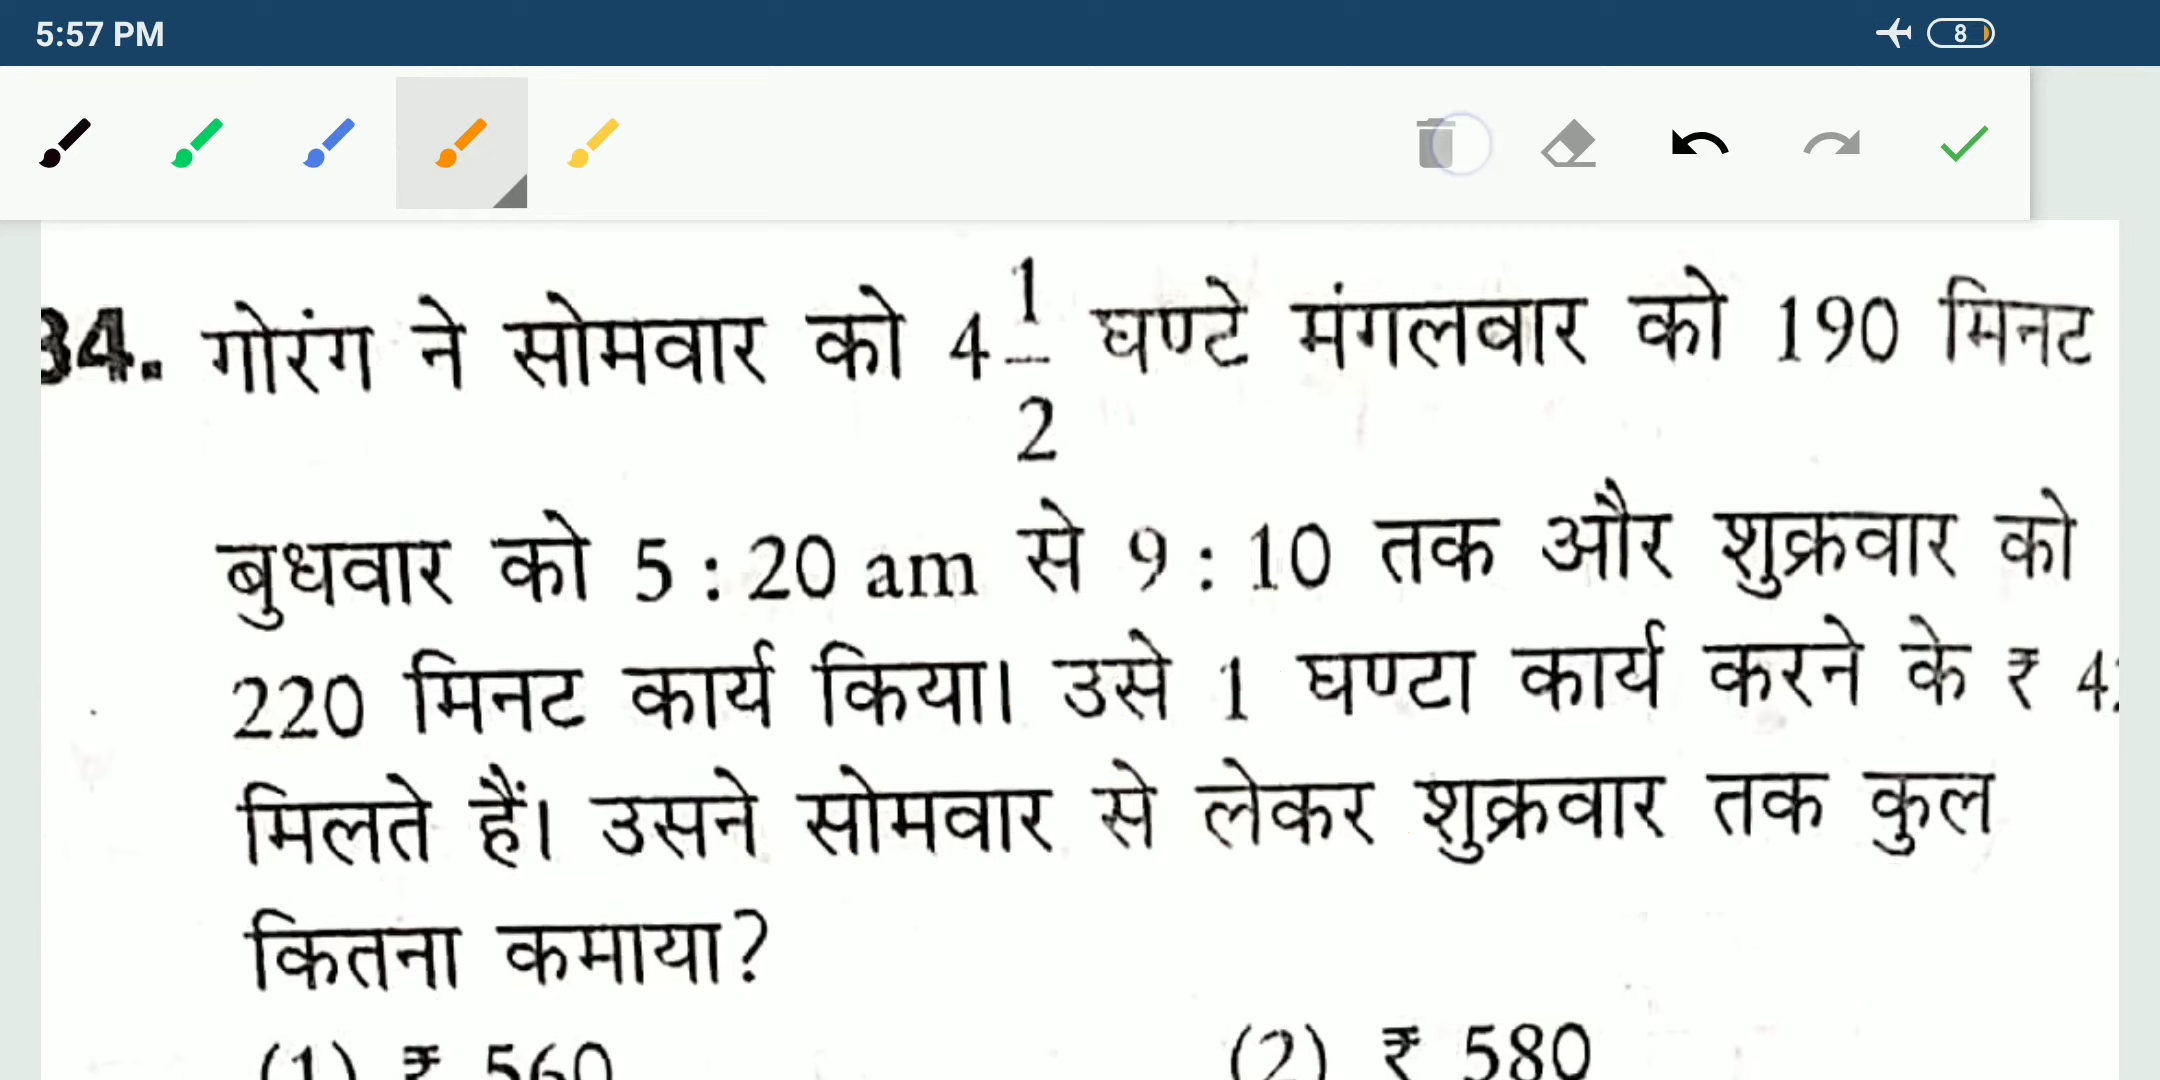 5:57 PM
8
34. गोरंग ने सोमवार को 4 1/2 घण्टे मंगलवार को 190 मिनट
बुधवार को 5 : 20 am से 9 : 10 तक और शुक्रवार को
220 मिनट कार्य किया। उसे 1 घण्टा कार्य करने के ₹
मिलते हैं। उसने सोमवार से लेकर शुक्रवार तक कुल
कितना कमाया?
(1) ₹ 560 (2) ₹ 580